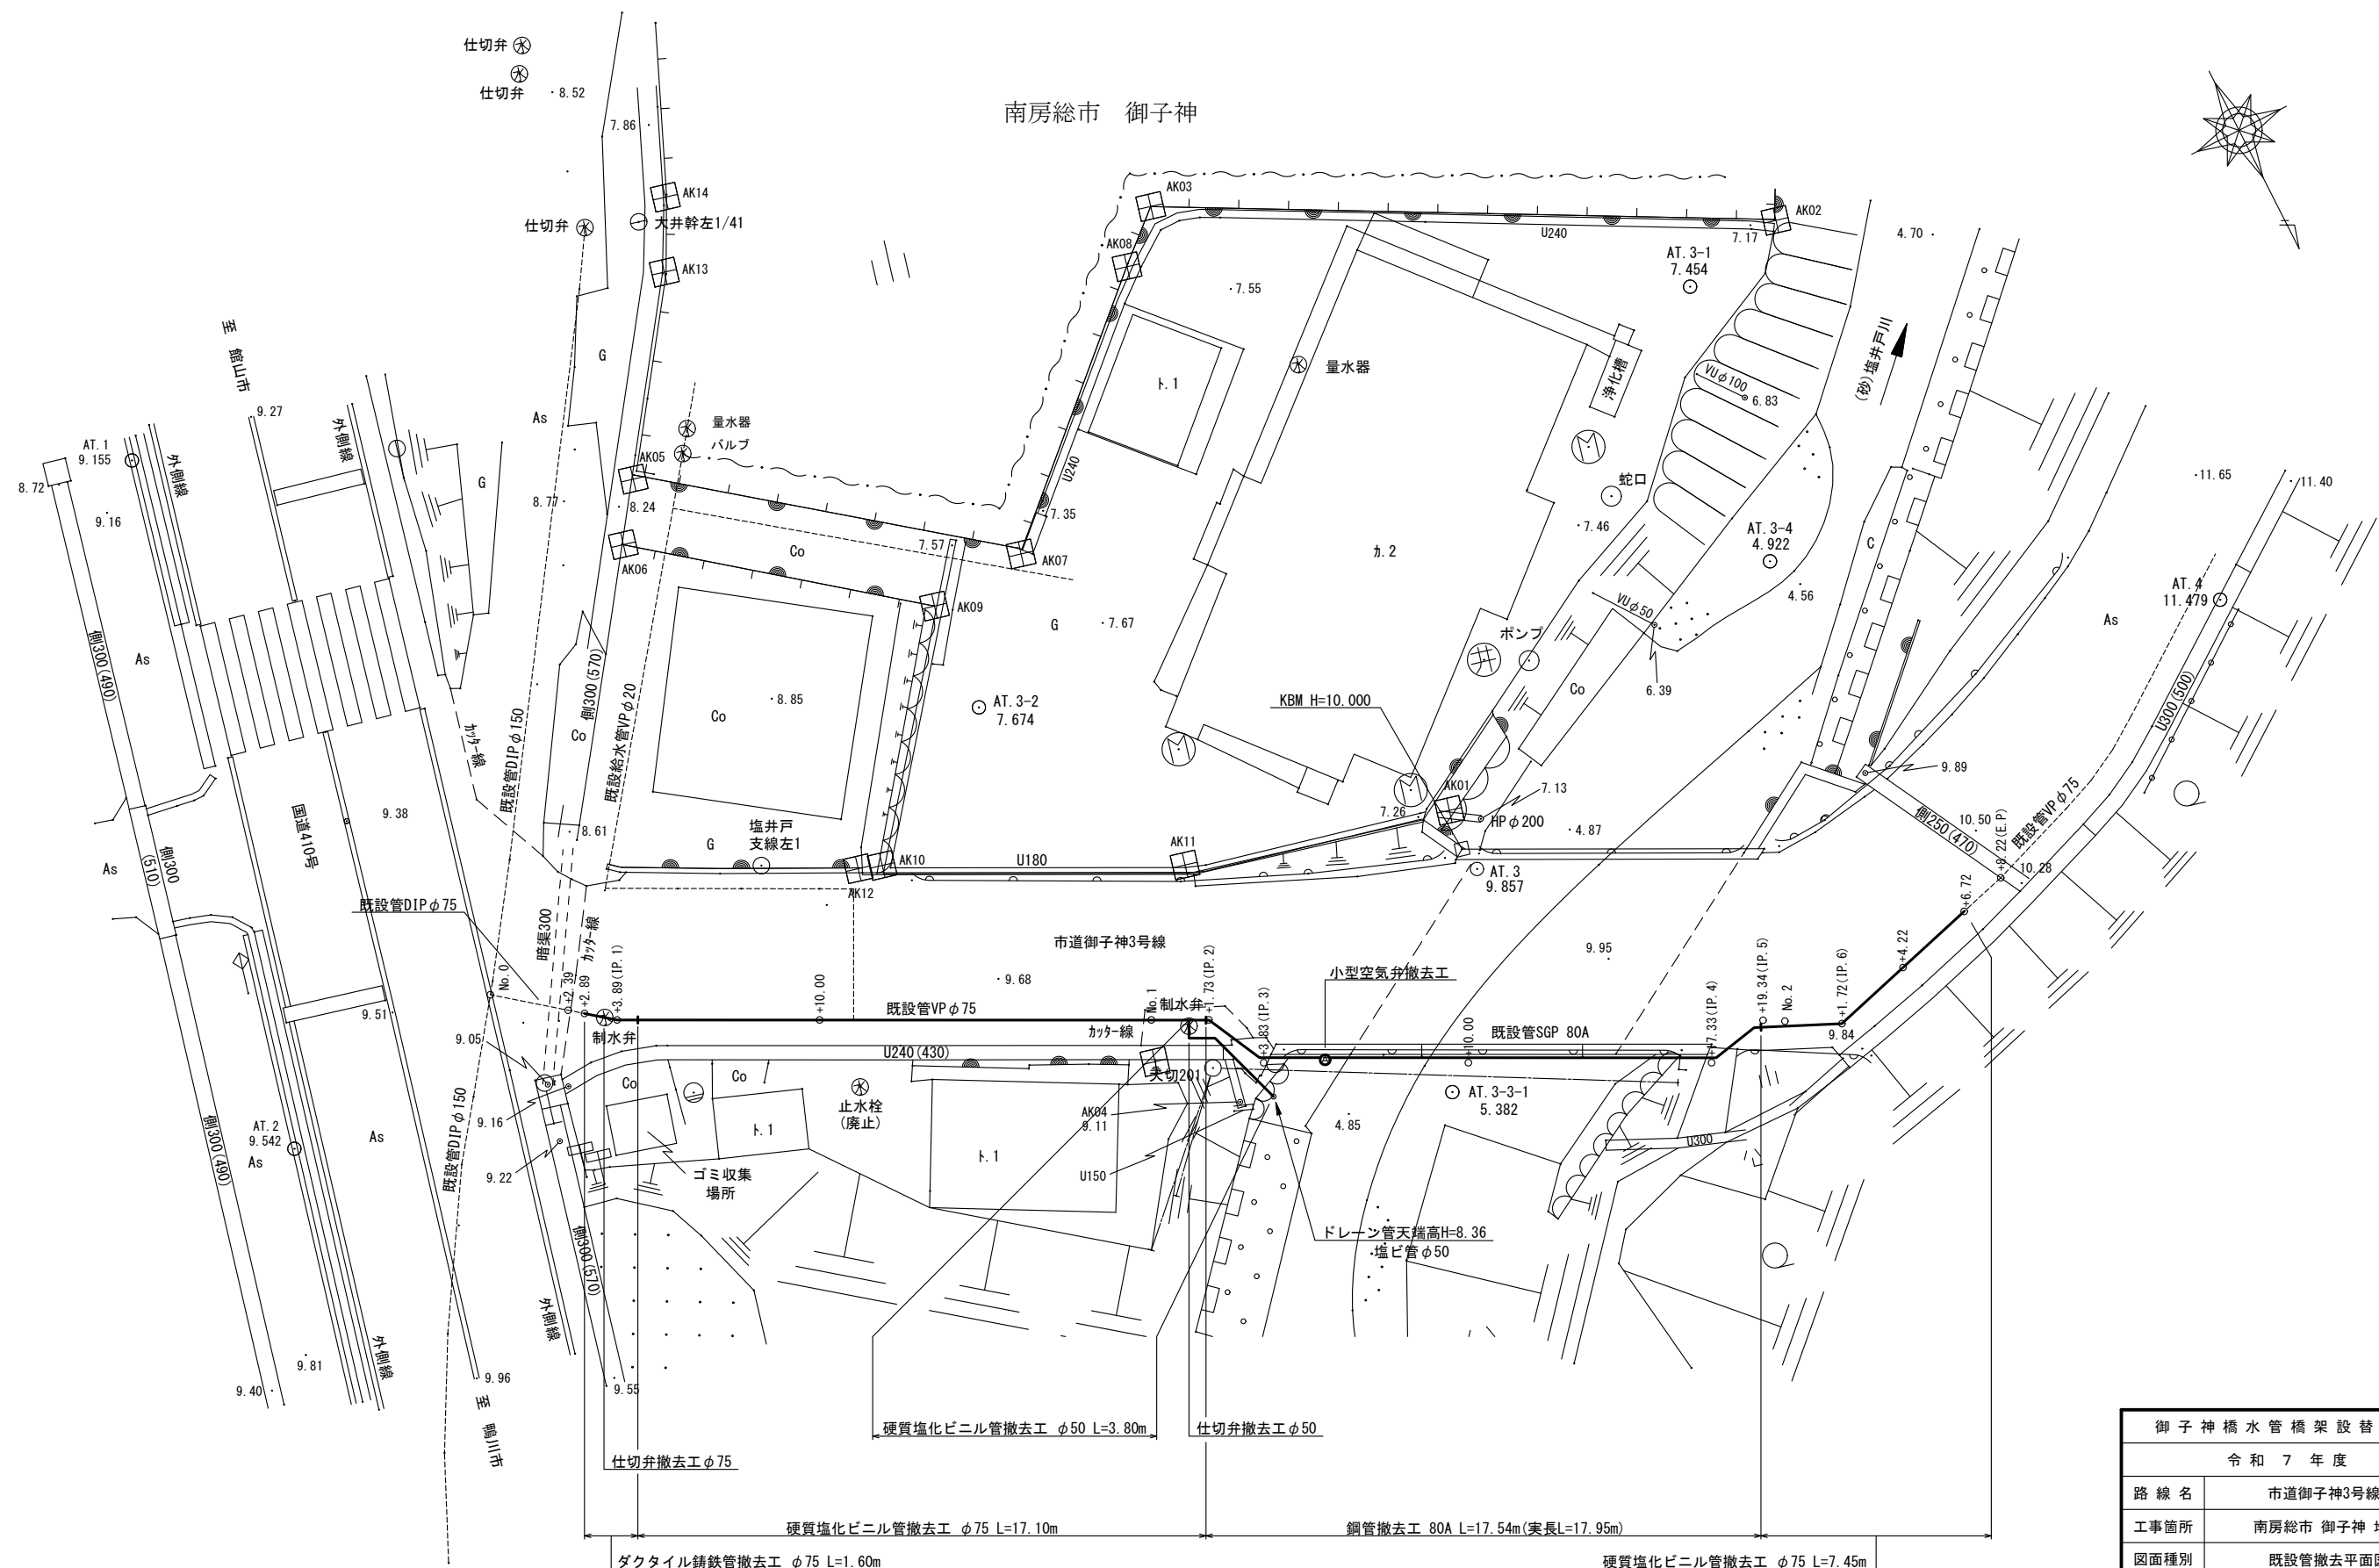 仕切弁
仕切弁
・8.52
7.86
南房総市　御子神
AK14
大井幹左1/41
仕切弁
AK13
AK03
AK08
AK02
U240
7.17
AT.3-1
7.454
4.70
・7.55
量水器
ト.1
浄化槽
VUφ100
6.83
(砂)塩井戸川
至　館山市
9.27
外側線
外側線
AT.1
9.155
8.72
9.16
G
As
G
量水器
バルブ
AK05
8.77
8.24
U240
7.35
7.57
AK07
Co
AK06
AK09
蛇口
・7.46
AT.3-4
4.922
C
・11.65
・11.40
カ.2
4.56
AT.4
11.479
As
G
・7.67
ポンプ
VUφ50
6.39
Co
側300(490)
As
側300(570)
既設給水管VPφ20
既設管DIPφ150
カッター線
Co
・8.85
Co
AT.3-2
7.674
KBM H=10.000
U300(500)
9.89
既設管VPφ75
国道410号
9.38
8.61
塩井戸
支線左1
G
AK10
AK12
U180
AK11
7.26
AK01
7.13
HPφ200
・4.87
AT.3
9.857
側250(470)
10.50
+8.22(E.P)
10.28
+6.72
As
側300
(510)
既設管DIPφ75
暗渠300
カッター線
No.0
+2.39
+2.89
+3.89(IP.1)
+10.00
市道御子神3号線
・9.68
既設管VPφ75
No.1
制水弁
+1.73(IP.2)
カッター線
+3.83(IP.3)
小型空気弁撤去工
9.95
+10.00
既設管SGP 80A
+7.33(IP.4)
+19.34(IP.5)
No.2
+1.72(IP.6)
9.84
+4.22
9.51
9.05
制水弁
U240(430)
Co
Co
天切201
AT.3-3-1
5.382
9.16
ト.1
止水栓
(廃止)
AK04
9.11
ト.1
4.85
U300
AT.2
9.542
As
As
既設管DIPφ150
9.22
ゴミ収集
場所
U150
側300(490)
側300(570)
ドレーン管天端高H=8.36
塩ビ管φ50
外側線
外側線
9.81
9.40
9.96
9.55
至　鴨川市
硬質塩化ビニル管撤去工 φ50 L=3.80m
仕切弁撤去工φ50
仕切弁撤去工φ75
硬質塩化ビニル管撤去工 φ75 L=17.10m
鋼管撤去工 80A L=17.54m(実長L=17.95m)
ダクタイル鋳鉄管撤去工 φ75 L=1.60m
硬質塩化ビニル管撤去工 φ75 L=7.45m
御子神橋水管橋架設替
令和 7 年度
路線名
市道御子神3号線
工事箇所
南房総市 御子神
図面種別
既設管撤去平面